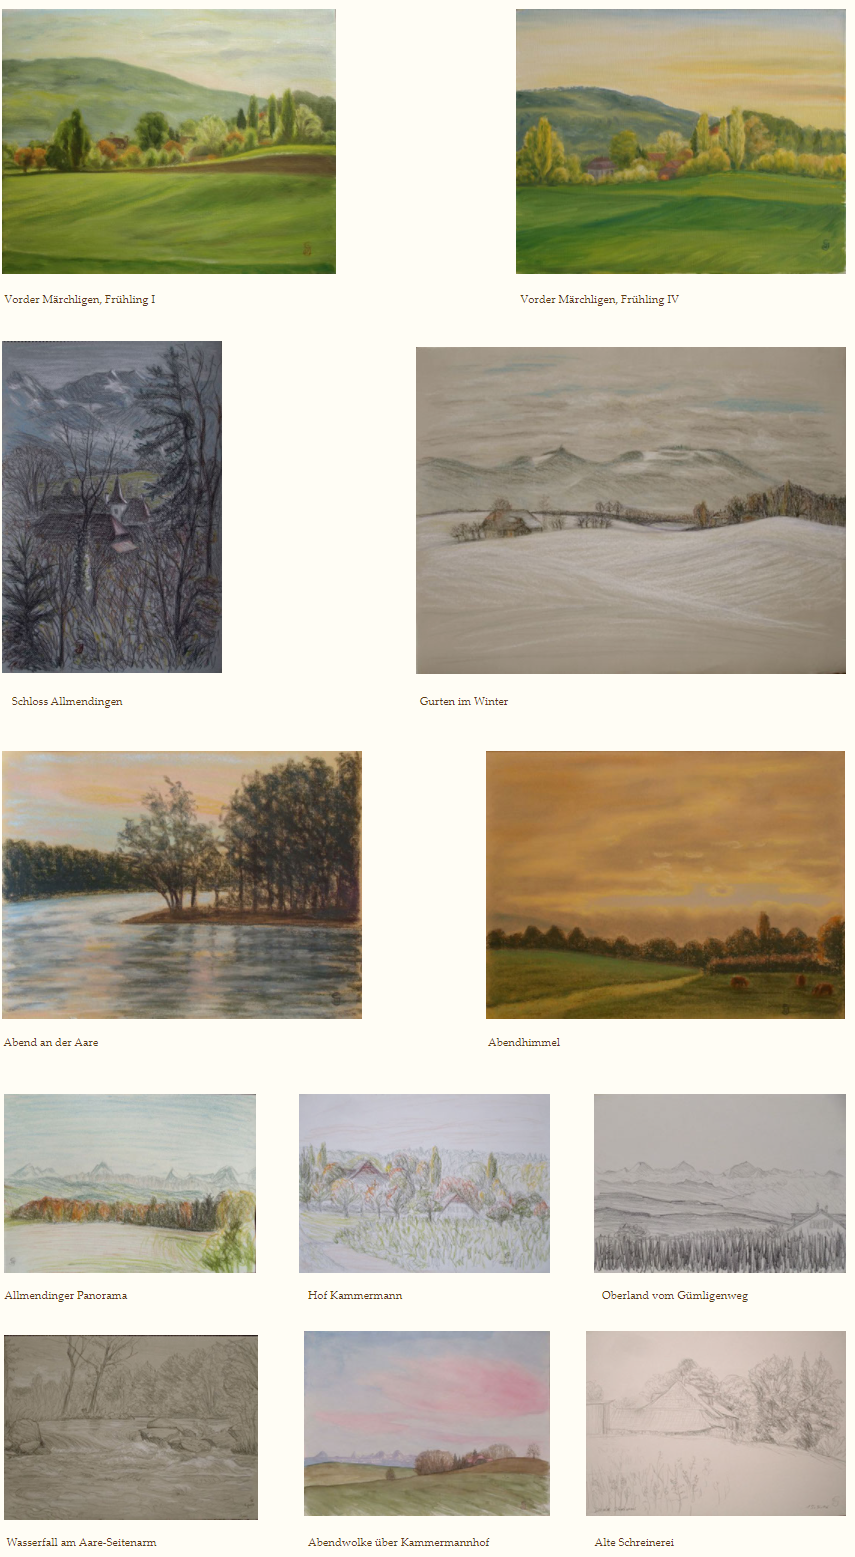 Vorder Märchligen, Frühling I
Vorder Märchligen, Frühling IV
Schloss Allmendingen
Gurten im Winter
Abend an der Aare
Abendhimmel
Allmendinger Panorama
Hof Kammermann
Oberland vom Gümligenweg
Wasserfall am Aare-Seitenarm
Abendwolke über Kammermannhof
Alte Schreinerei